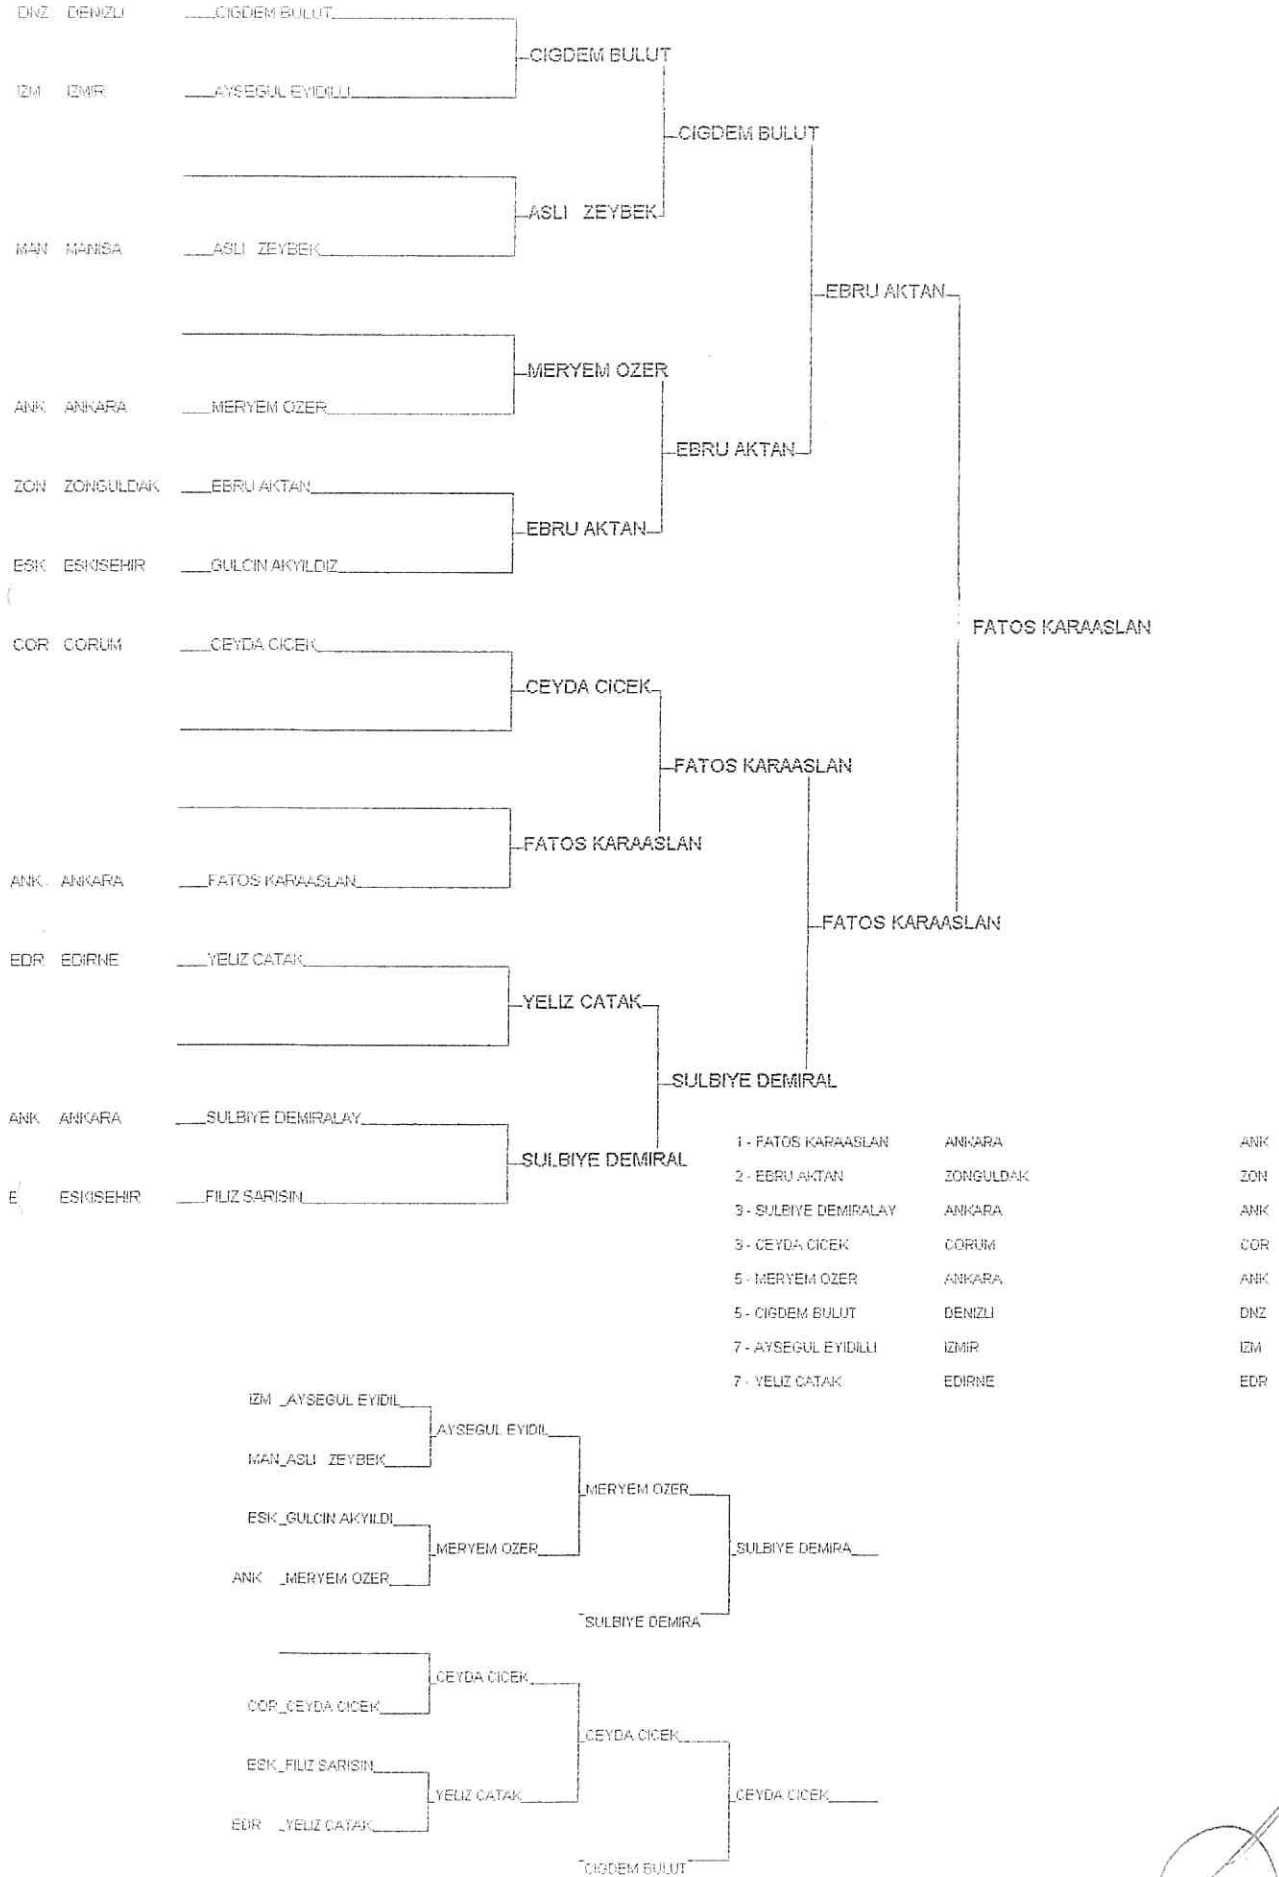 DNZ DENIZLI CIGDEM BULUT
CIGDEM BULUT
IZM IZMIR AYSEGUL EYIDILLI
CIGDEM BULUT
ASLI ZEYBEK
MAN MANISA ASLI ZEYBEK
EBRU AKTAN
MERYEM OZER
ANK ANKARA MERYEM OZER
EBRU AKTAN
ZON ZONGULDAK EBRU AKTAN
EBRU AKTAN
ESK ESKISEHIR GULCIN AKYILDIZ
FATOS KARAASLAN
COR CORUM CEYDA CICEK
CEYDA CICEK
FATOS KARAASLAN
FATOS KARAASLAN
ANK ANKARA FATOS KARAASLAN
FATOS KARAASLAN
EDR EDIRNE YELIZ CATAK
YELIZ CATAK
SULBIYE DEMIRAL
ANK ANKARA SULBIYE DEMIRALAY
SULBIYE DEMIRAL
E ESKISEHIR FILIZ SARISIN
1 - FATOS KARAASLAN ANKARA ANK
2 - EBRU AKTAN ZONGULDAK ZON
3 - SULBIYE DEMIRALAY ANKARA ANK
3 - CEYDA CICEK CORUM COR
5 - MERYEM OZER ANKARA ANK
5 - CIGDEM BULUT DENIZLI DNZ
7 - AYSEGUL EYIDILLI IZMIR IZM
7 - YELIZ CATAK EDIRNE EDR
IZM AYSEGUL EYIDIL
AYSEGUL EYIDIL
MAN ASLI ZEYBEK
MERYEM OZER
ESK GULCIN AKYILDI
MERYEM OZER
SULBIYE DEMIRA
ANK MERYEM OZER
SULBIYE DEMIRA
CEYDA CICEK
COR CEYDA CICEK
CEYDA CICEK
ESK FILIZ SARISIN
YELIZ CATAK
CEYDA CICEK
EDR YELIZ CATAK
CIGDEM BULUT